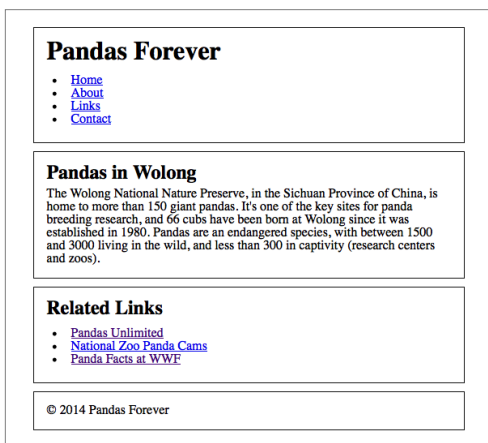 Pandas Forever
Home
About
Links
Contact
Pandas in Wolong
The Wolong National Nature Preserve, in the Sichuan Province of China, is
home to more than 150 giant pandas. It's one of the key sites for panda
breeding research, and 66 cubs have been born at Wolong since it was
established in 1980. Pandas are an endangered species, with between 1500
and 3000 living in the wild, and less than 300 in captivity (research centers
and zoos).
Related Links
Pandas Unlimited
National Zoo Panda Cams
Panda Facts at WWF
© 2014 Pandas Forever